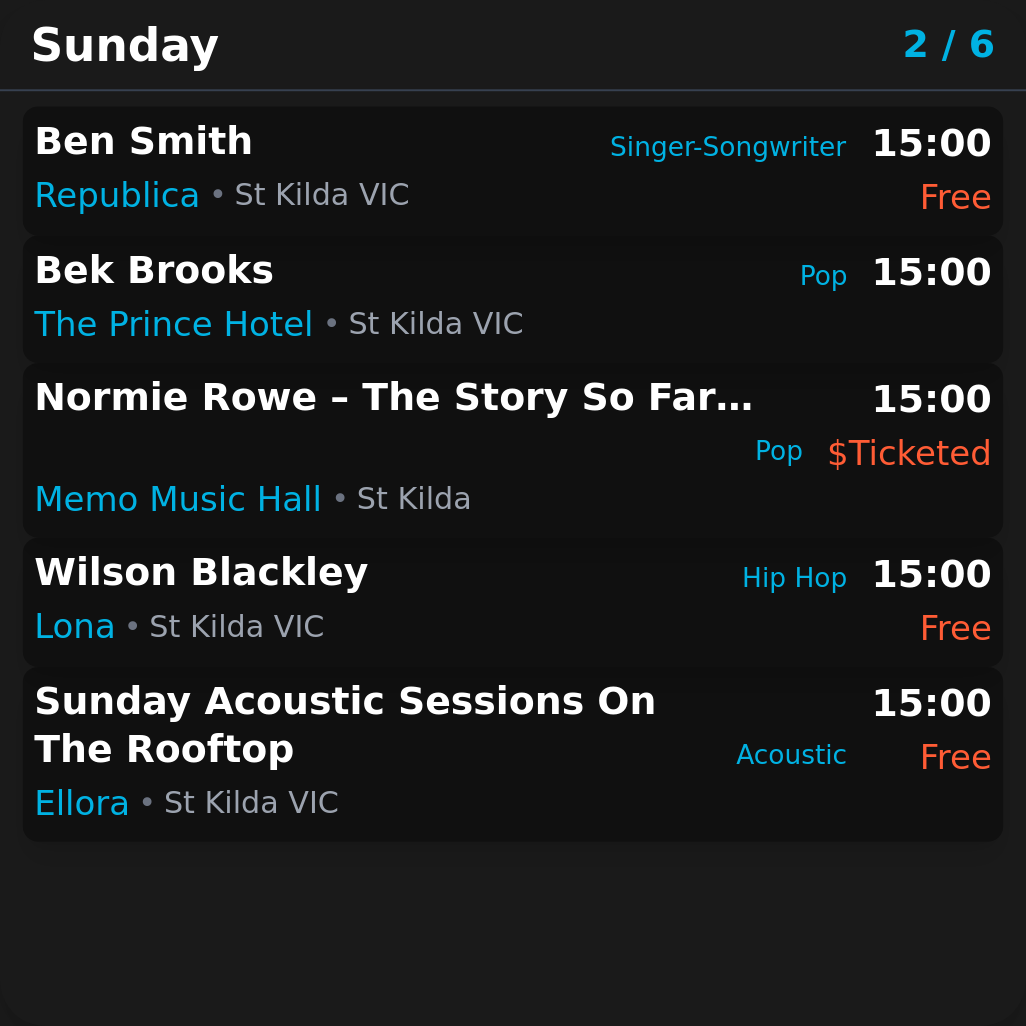 Sunday 2 / 6
Ben Smith Singer-Songwriter 15:00
Republica • St Kilda VIC Free
Bek Brooks Pop 15:00
The Prince Hotel • St Kilda VIC
Normie Rowe – The Story So Far… 15:00
Pop $Ticketed
Memo Music Hall • St Kilda
Wilson Blackley Hip Hop 15:00
Lona • St Kilda VIC Free
Sunday Acoustic Sessions On 15:00
The Rooftop Acoustic Free
Ellora • St Kilda VIC